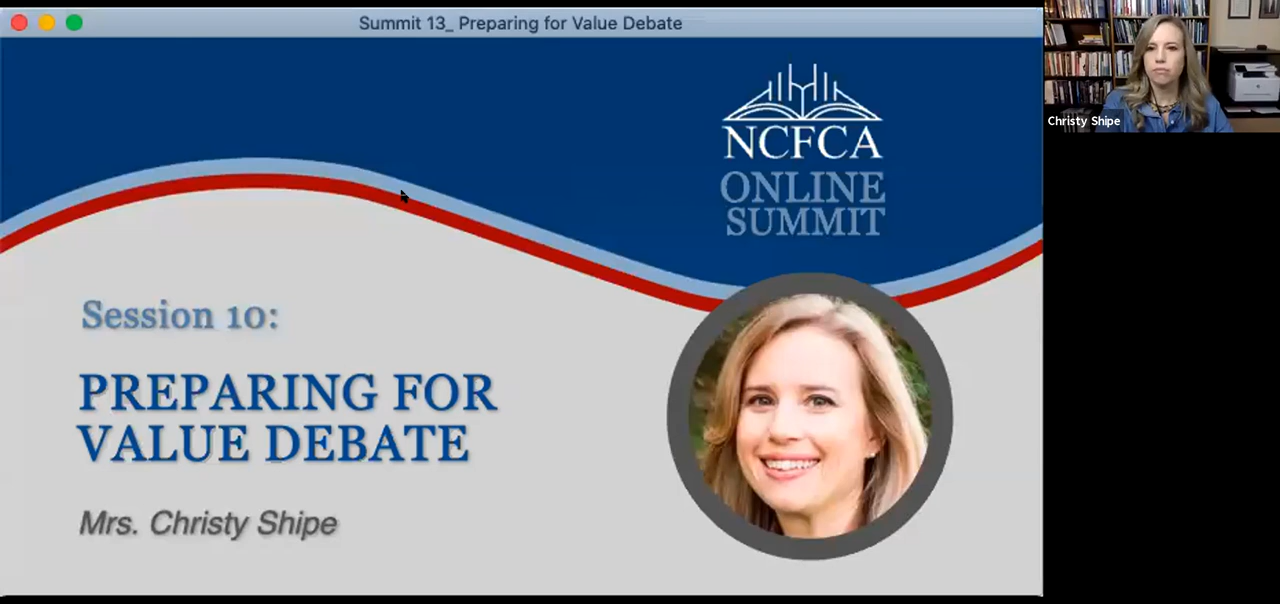 Summit 13_ Preparing for Value Debate
NCFCA
ONLINE
SUMMIT
Christy Shipe
Session 10:
PREPARING FOR
VALUE DEBATE
Mrs. Christy Shipe